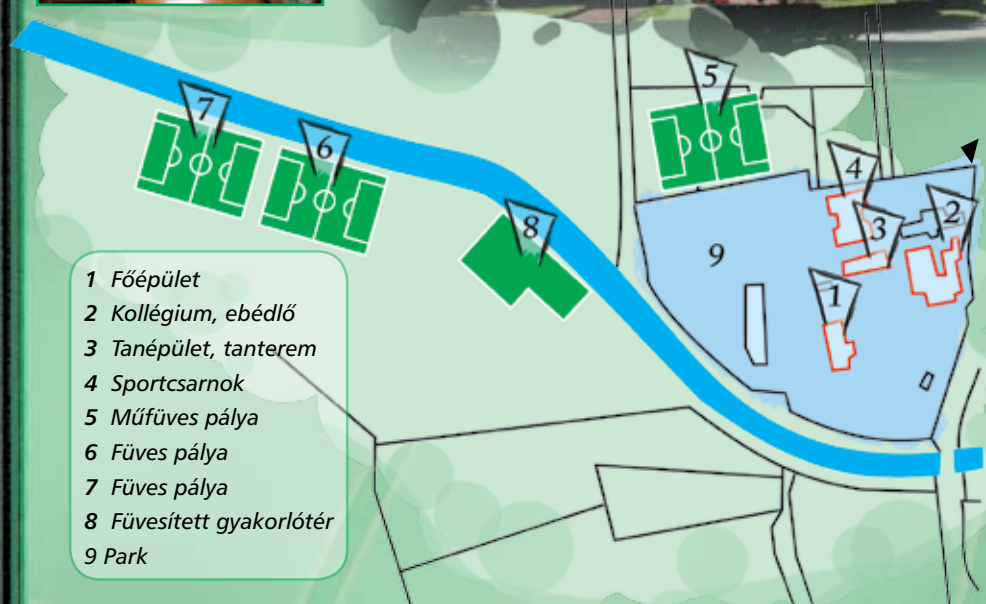 7
6
5
8
4
3
2
9
1
1 Főépület
2 Kollégium, ebédlő
3 Tanépület, tanterem
4 Sportcsarnok
5 Műfüves pálya
6 Füves pálya
7 Füves pálya
8 Füvesített gyakorlótér
9 Park